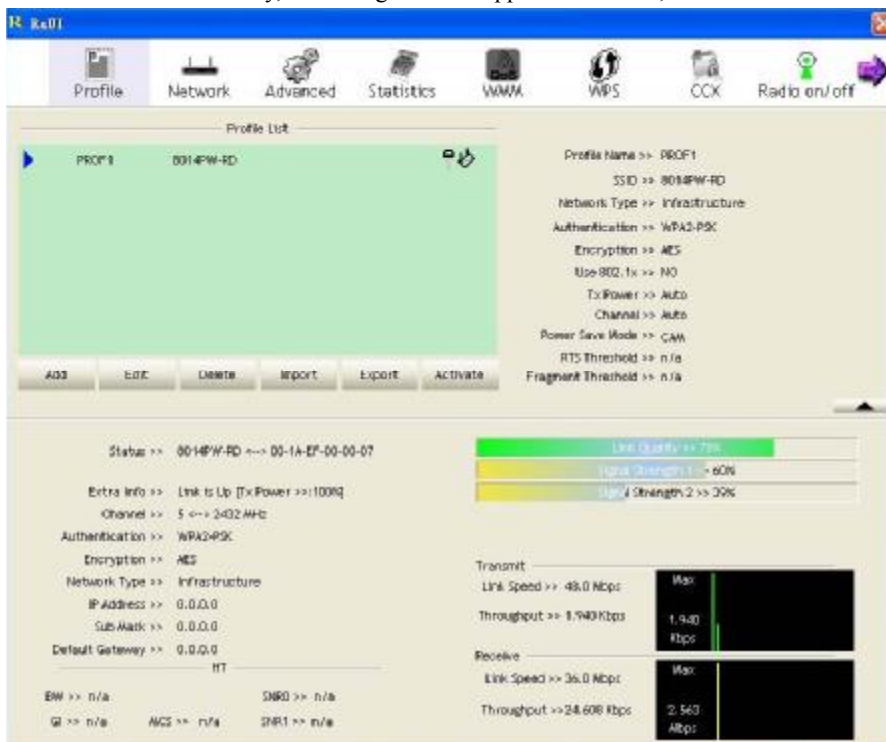 RaUI
Profile Network Advanced Statistics WMM WPS CCX Radio on/off
Profile List
PROF1 8014PW-RD
Add Edit Delete Import Export Activate
Profile Name >> PROF1
SSID >> 8014PW-RD
Network Type >> Infrastructure
Authentication >> WPA2-PSK
Encryption >> AES
Use 802.1x >> NO
Tx Power >> Auto
Channel >> Auto
Power Save Mode >> CAM
RTS Threshold >> n/a
Fragment Threshold >> n/a
Status >> 8014PW-RD <--> 00-1A-EF-00-00-07
Extra Info >> Link is Up [TxPower >>:100%]
Channel >> 5 <--> 2432 MHz
Authentication >> WPA2-PSK
Encryption >> AES
Network Type >> Infrastructure
IP Address >> 0.0.0.0
Sub Mask >> 0.0.0.0
Default Gateway >> 0.0.0.0
HT
BW >> n/a SNR0 >> n/a
GI >> n/a MCS >> n/a SNR1 >> n/a
Link Quality >> 78%
Signal Strength 1 >> 60%
Signal Strength 2 >> 39%
Transmit
Link Speed >> 48.0 Mbps
Throughput >> 1.940 Kbps
Max
1.940
Kbps
Receive
Link Speed >> 36.0 Mbps
Throughput >> 24.608 Kbps
Max
2.563
Mbps